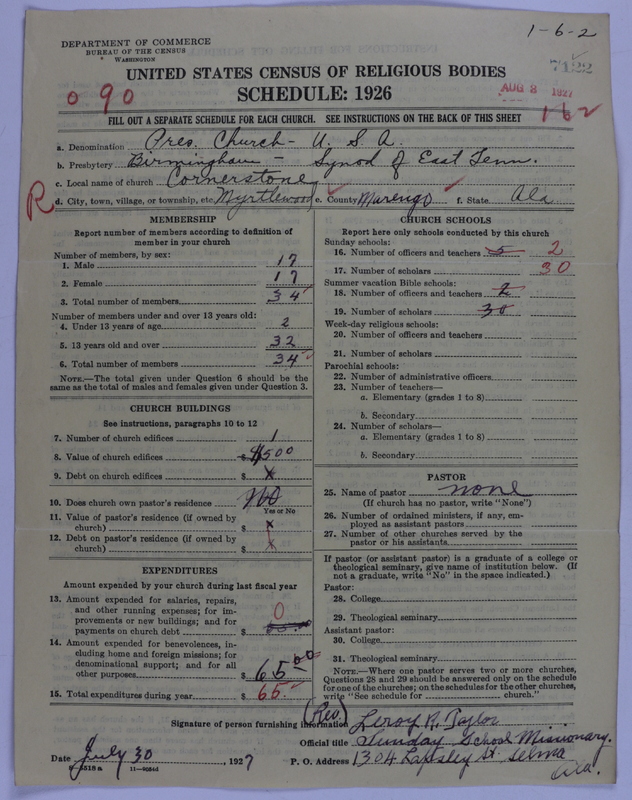 1-6-2
DEPARTMENT OF COMMERCE
BUREAU OF THE CENSUS
WASHINGTON
7122
UNITED STATES CENSUS OF RELIGIOUS BODIES
AUG 8 1927
090
SCHEDULE: 1926
162
FILL OUT A SEPARATE SCHEDULE FOR EACH CHURCH. SEE INSTRUCTIONS ON THE BACK OF THIS SHEET
a. Denomination Pres. Church - U. S. A.
b. Presbytery Birmingham - Synod of East Tenn.
c. Local name of church Cornerstone
R d. City, town, village, or township, etc. Myrtlewood e. County Marengo f. State Ala
MEMBERSHIP
Report number of members according to definition of
member in your church
Number of members, by sex:
1. Male 17
2. Female 17
3. Total number of members 34
Number of members under and over 13 years old:
4. Under 13 years of age 2
5. 13 years old and over 32
6. Total number of members 34
NOTE.—The total given under Question 6 should be
the same as the total of males and females given under Question 3.
CHURCH BUILDINGS
See instructions, paragraphs 10 to 12
7. Number of church edifices 1
8. Value of church edifices $1500
9. Debt on church edifices $ x
10. Does church own pastor's residence No
Yes or No
11. Value of pastor's residence (if owned by
church) $ x
12. Debt on pastor's residence (if owned by
church) $ x
EXPENDITURES
Amount expended by your church during last fiscal year
13. Amount expended for salaries, repairs,
and other running expenses; for im-
provements or new buildings; and for
payments on church debt $ 0
14. Amount expended for benevolences, in-
cluding home and foreign missions; for
denominational support; and for all
other purposes $ 65.00
15. Total expenditures during year $ 65.
CHURCH SCHOOLS
Report here only schools conducted by this church
Sunday schools:
16. Number of officers and teachers 5 2
17. Number of scholars 30
Summer vacation Bible schools:
18. Number of officers and teachers 2
19. Number of scholars 30
Week-day religious schools:
20. Number of officers and teachers
21. Number of scholars
Parochial schools:
22. Number of administrative officers
23. Number of teachers—
a. Elementary (grades 1 to 8)
b. Secondary
24. Number of scholars—
a. Elementary (grades 1 to 8)
b. Secondary
PASTOR
25. Name of pastor none
(If church has no pastor, write "None")
26. Number of ordained ministers, if any, em-
ployed as assistant pastors
27. Number of other churches served by the
pastor or his assistants
If pastor (or assistant pastor) is a graduate of a college or
theological seminary, give name of institution below. (If
not a graduate, write "No" in the space indicated.)
Pastor:
28. College
29. Theological seminary
Assistant pastor:
30. College
31. Theological seminary
NOTE.—Where one pastor serves two or more churches,
Questions 28 and 29 should be answered only on the schedule
for one of the churches; on the schedules for the other churches,
write "See schedule for church."
Signature of person furnishing information (Rev.) Leroy R. Taylor
Official title Sunday School Missionary.
Date July 30, 1927 P. O. Address 1304 Lapsley St. Selma
Ala.